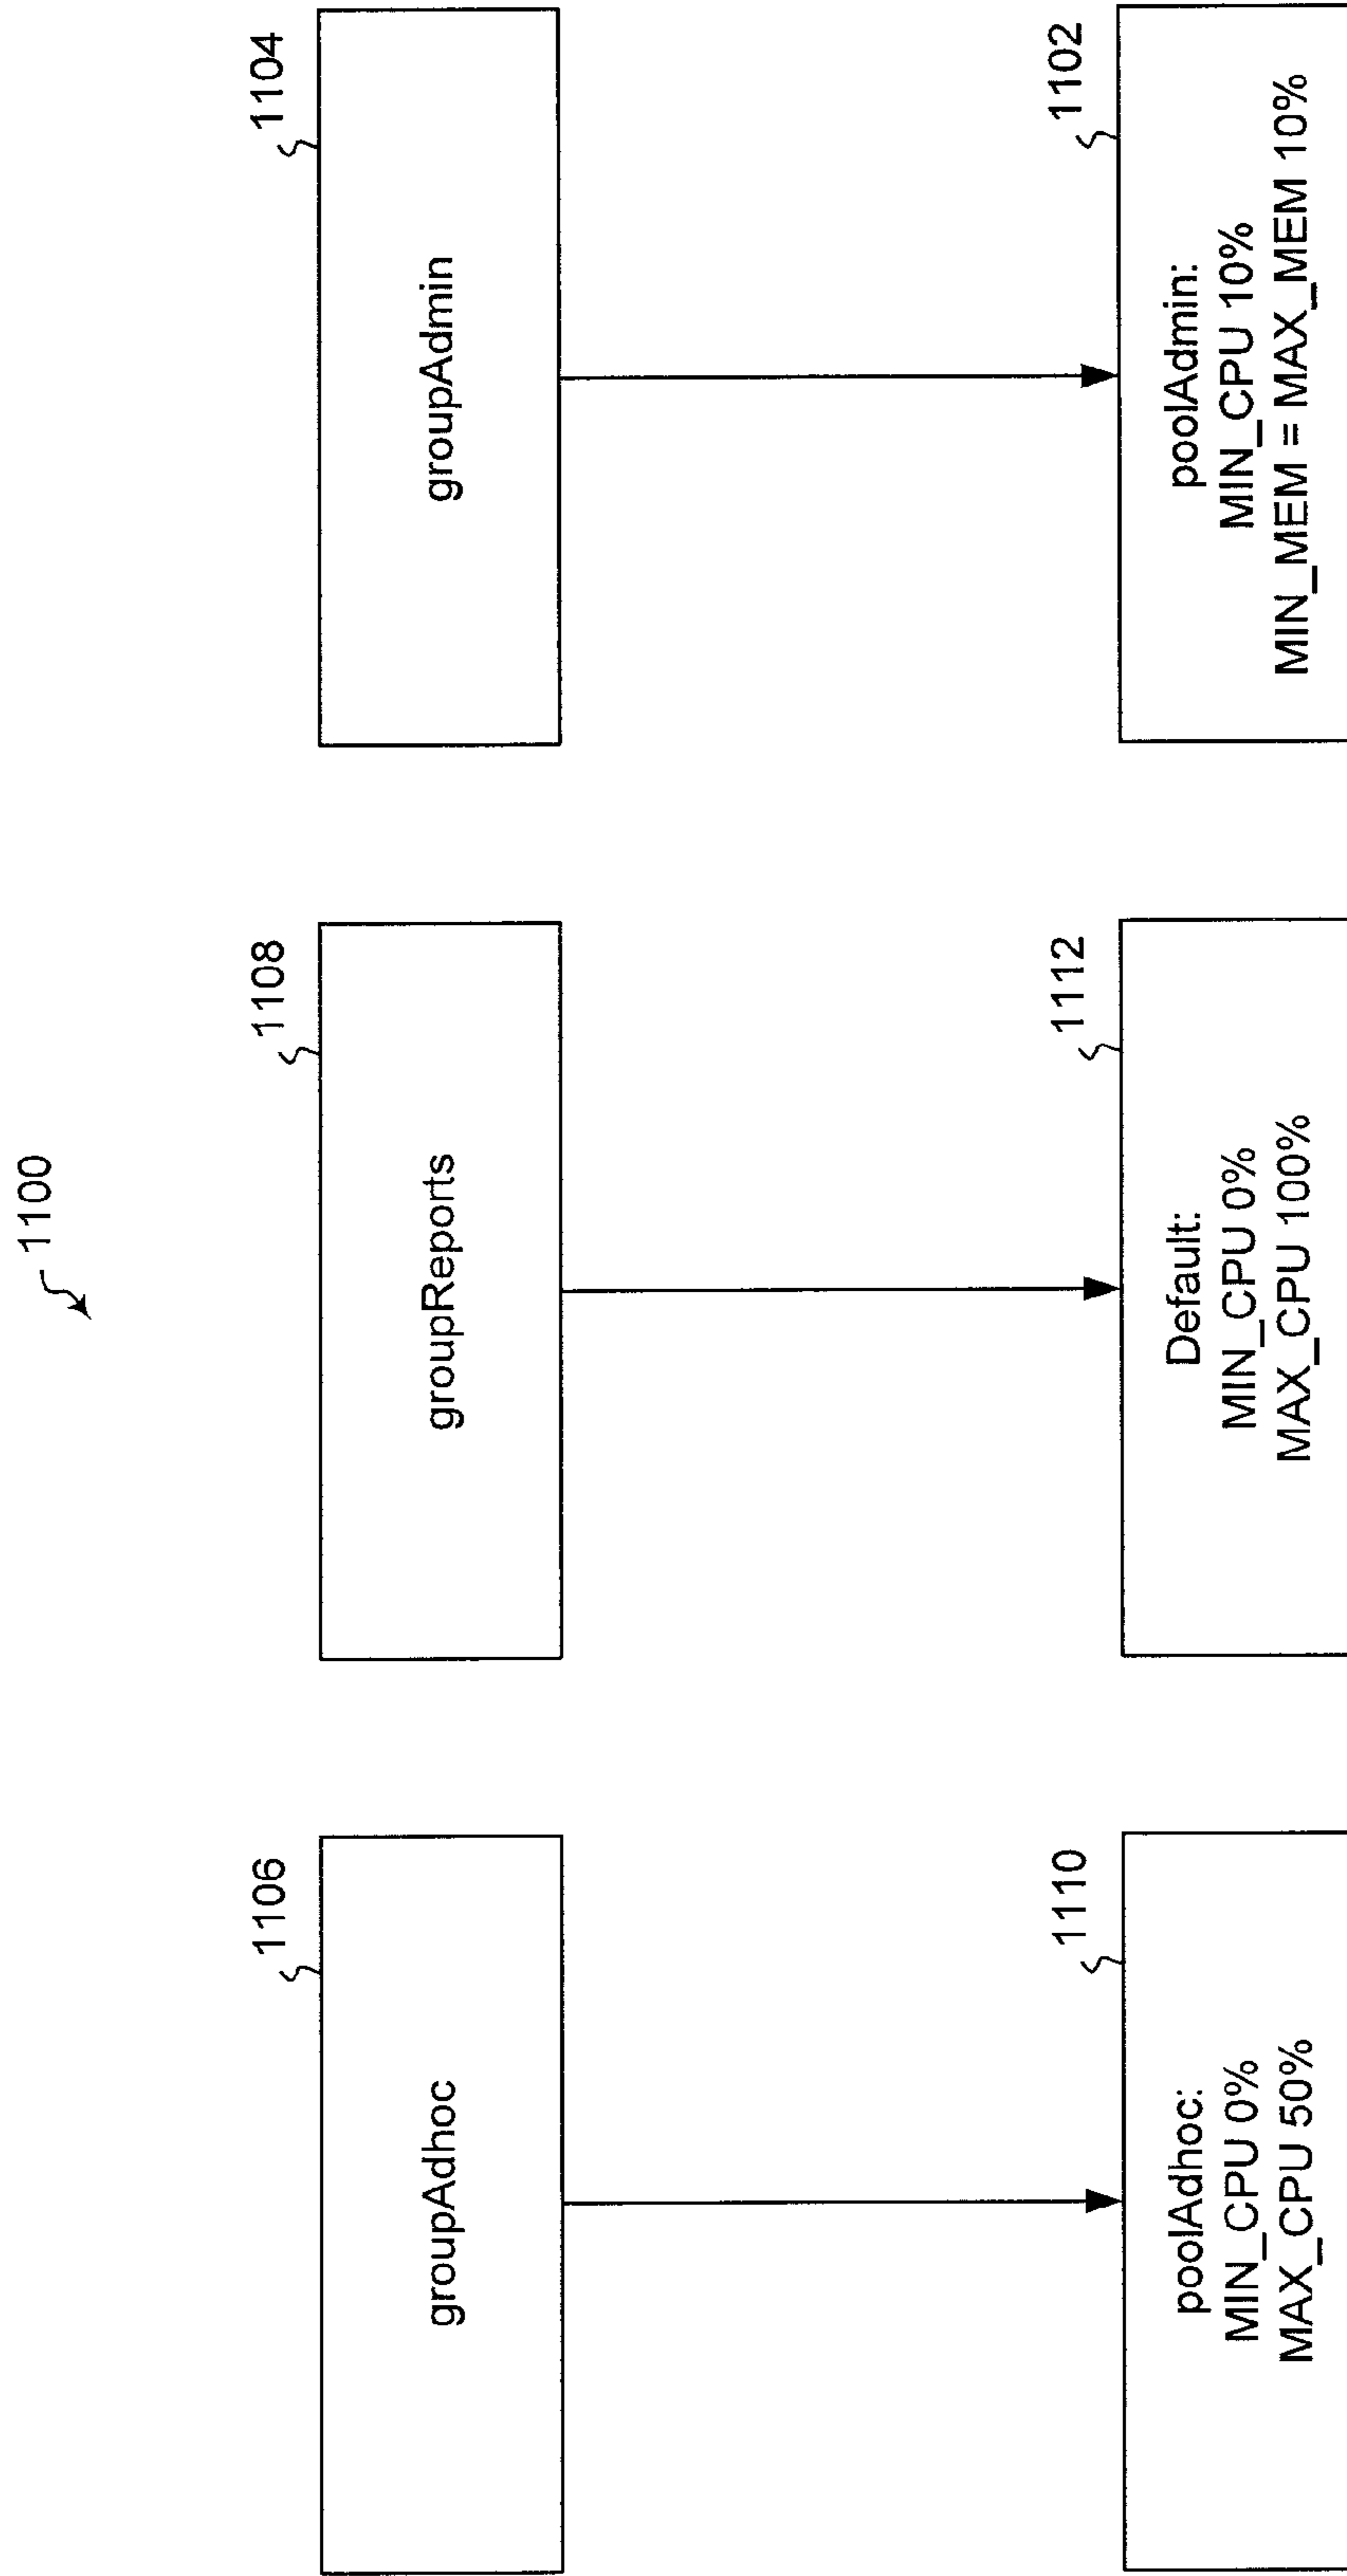 1100
1106
groupAdhoc
1108
groupReports
1104
groupAdmin
1110
poolAdhoc:
MIN_CPU 0%
MAX_CPU 50%
1112
Default:
MIN_CPU 0%
MAX_CPU 100%
1102
poolAdmin:
MIN_CPU 10%
MIN_MEM = MAX_MEM 10%